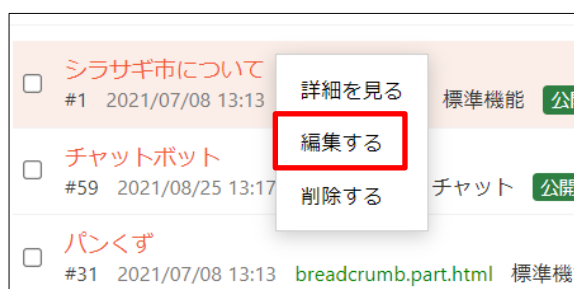 シラサギ市について
#1 2021/07/08 13:13
標準機能
詳細を見る
編集する
削除する
チャットボット
#59 2021/08/25 13:17
チャット 公開
パンくず
#31 2021/07/08 13:13 breadcrumb.part.html 標準機